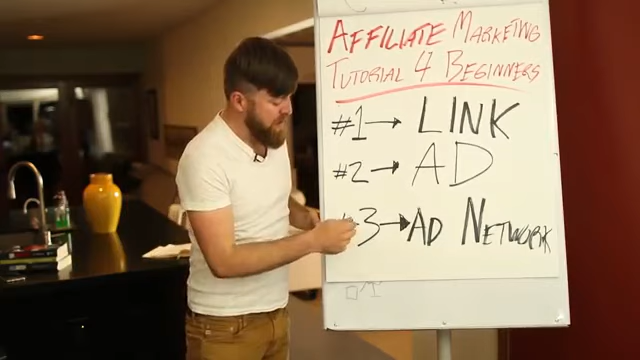 AFFILIATE MARKETING
TUTORIAL 4 BEGINNERS
#1→ LINK
#2→ AD
#3→ AD NETWORK